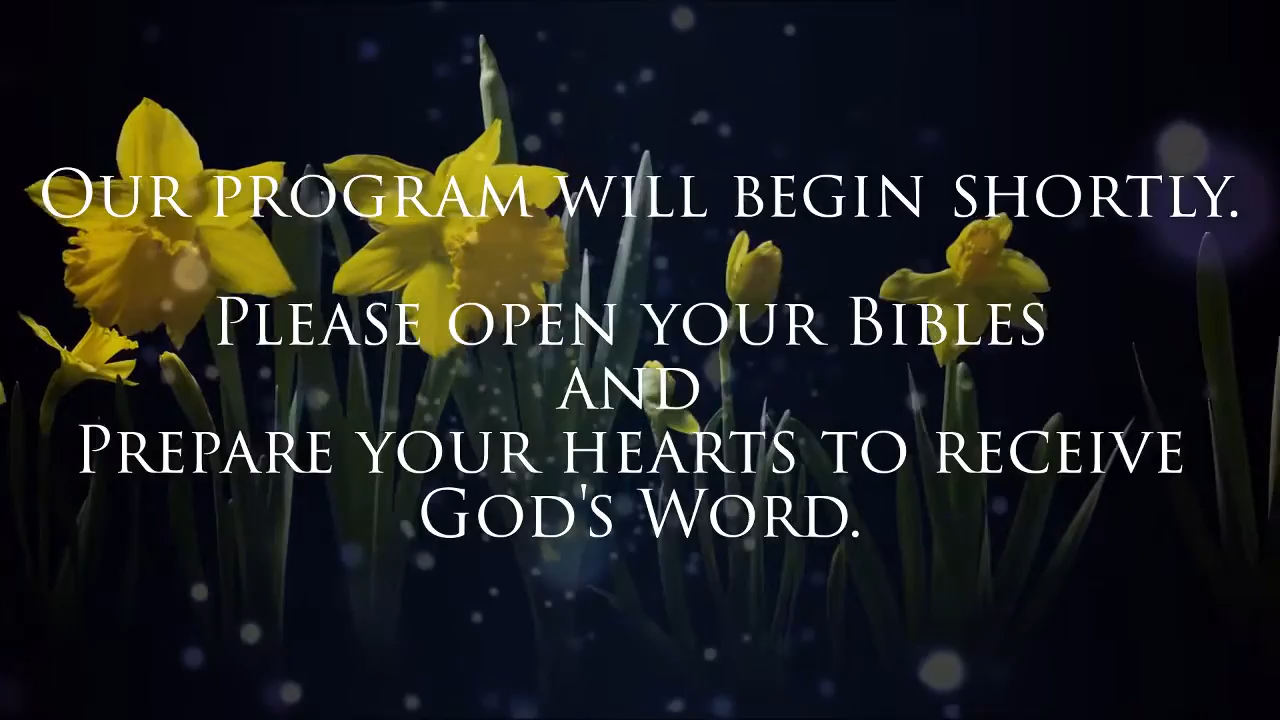 Our program will begin shortly.
Please open your Bibles
and
Prepare your hearts to receive
God's Word.